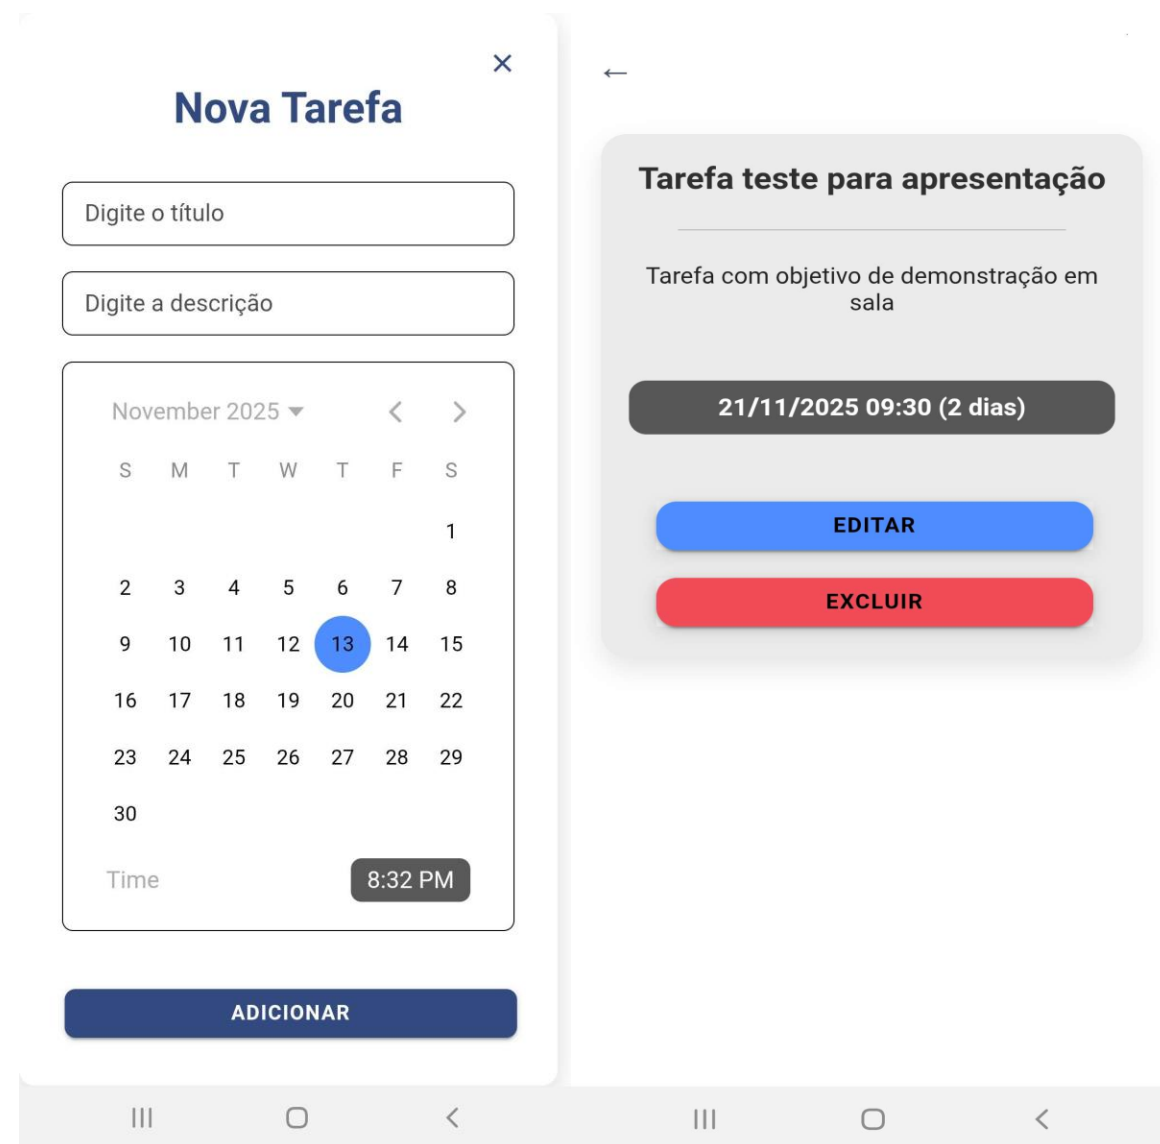 Nova Tarefa
Digite o título
Digite a descrição
November 2025
S M T W T F S
1
2 3 4 5 6 7 8
9 10 11 12 13 14 15
16 17 18 19 20 21 22
23 24 25 26 27 28 29
30
Time 8:32 PM
ADICIONAR
Tarefa teste para apresentação
Tarefa com objetivo de demonstração em
sala
21/11/2025 09:30 (2 dias)
EDITAR
EXCLUIR